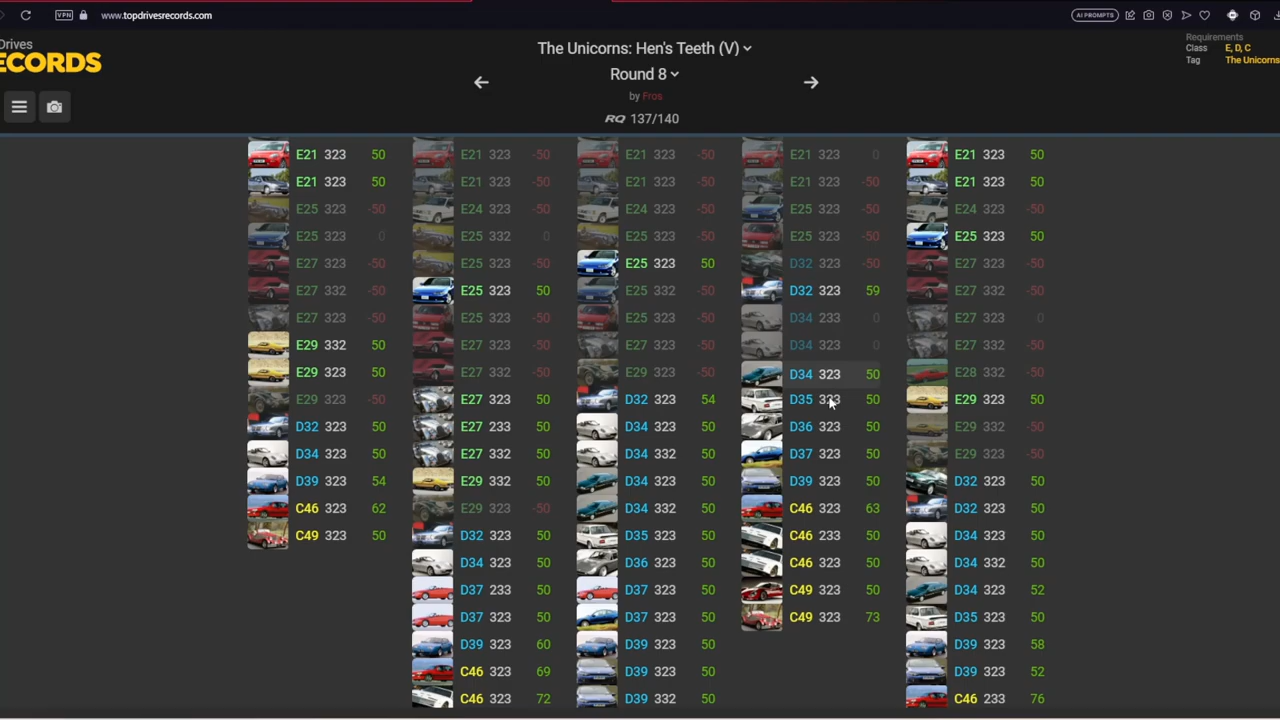 www.topdrivesrecords.com
AI PROMPTS
Drives
ECORDS
The Unicorns: Hen's Teeth (V)
Round 8
by Fros
RQ 137/140
Requirements
Class E, D, C
Tag The Unicorns
E21 323 50 E21 323 -50 E21 323 -50 E21 323 0 E21 323 50
E21 323 50 E21 323 -50 E21 323 -50 E21 323 -50 E21 323 50
E25 323 -50 E24 323 -50 E24 323 -50 E25 323 -50 E24 323 -50
E25 323 0 E25 332 0 E25 323 -50 E25 323 -50 E25 323 50
E27 323 -50 E25 323 -50 E25 323 50 D32 323 -50 E27 323 -50
E27 332 -50 E25 323 50 E25 332 -50 D32 323 59 E27 332 -50
E27 323 -50 E27 323 -50 E25 323 -50 D34 233 0 E27 323 0
E29 332 50 E27 332 -50 E27 323 -50 D34 323 0 E27 323 -50
E29 323 50 E27 332 -50 E29 323 -50 D34 323 50 E28 332 -50
E29 323 -50 E27 323 50 D32 323 54 D35 323 50 E29 323 50
D32 323 50 E27 233 50 D34 323 50 D36 323 50 E29 332 -50
D34 323 50 E27 332 50 D34 332 50 D37 323 50 E29 323 -50
D39 323 54 E29 332 50 D34 323 50 D39 323 50 D32 323 50
C46 323 62 E29 323 -50 D34 332 50 C46 323 63 D32 323 50
C49 323 50 D32 323 50 D35 323 50 C46 233 50 D34 323 50
D34 323 50 D36 323 50 C46 323 50 D34 332 50
D37 233 50 D37 323 50 C49 323 50 D34 323 52
D37 323 50 D37 323 50 C49 323 73 D35 323 50
D39 323 60 D39 323 50 D39 323 58
C46 323 69 D39 323 50 D39 323 52
C46 323 72 D39 332 50 C46 233 76